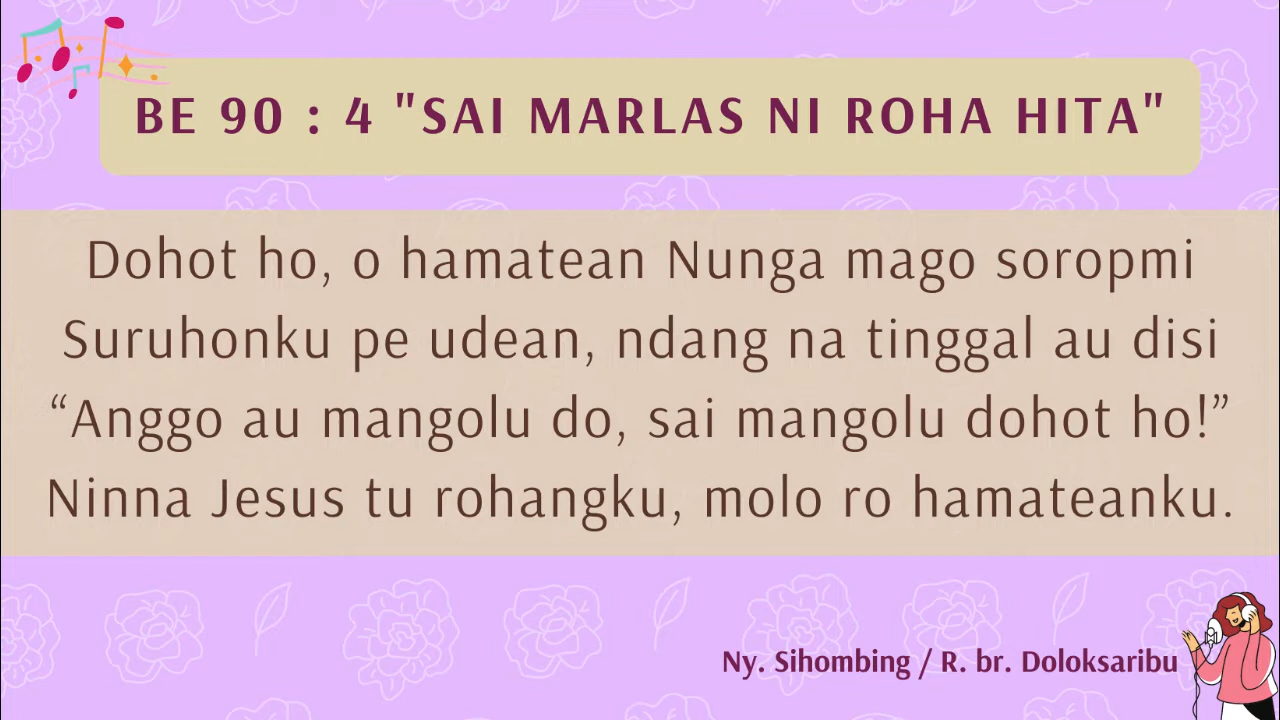 BE 90 : 4 "SAI MARLAS NI ROHA HITA"
Dohot ho, o hamatean Nunga mago soropmi
Suruhonku pe udean, ndang na tinggal au disi
“Anggo au mangolu do, sai mangolu dohot ho!”
Ninna Jesus tu rohangku, molo ro hamateanku.
Ny. Sihombing / R. br. Doloksaribu